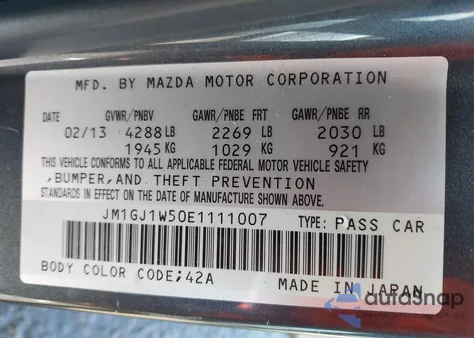 MFD. BY MAZDA MOTOR CORPORATION
GVWR/PNBV GAWR/PNBE FRT GAWR/PNBE RR
02/13 4288 LB 2269 LB 2030 LB
1945 KG 1029 KG 921 KG
THIS VEHICLE CONFORMS TO ALL APPLICABLE FEDERAL MOTOR VEHICLE SAFETY
,BUMPER,AND THEFT PREVENTION
STANDARDS IN EFFECT ON THE DATE OF MANUFACTURE SHOWN ABOVE.
JM1GJ1W50E1111007 TYPE: PASS CAR
BODY COLOR CODE;42A
MADE IN JAPAN
autosnap